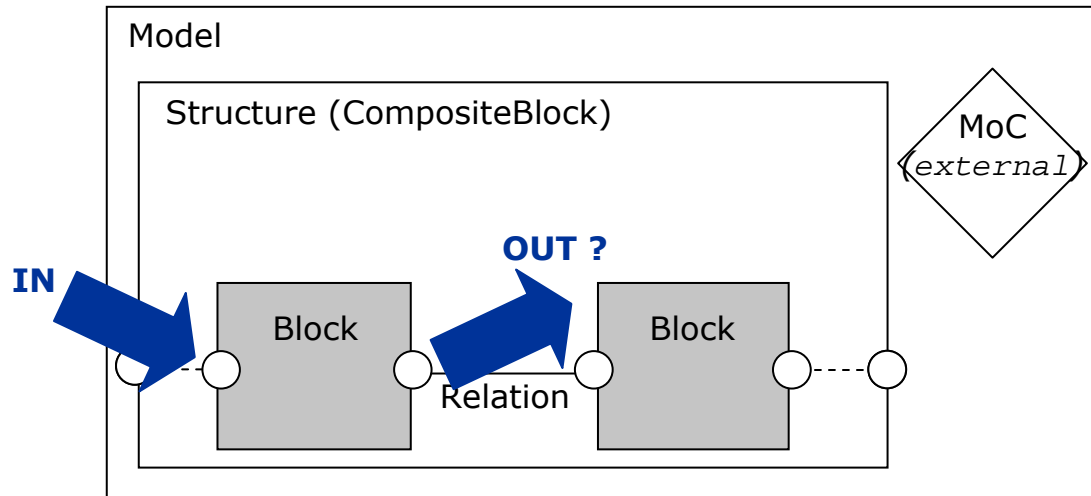 Model
Structure (CompositeBlock)
MoC
(external)
OUT ?
IN
Block
Block
Relation